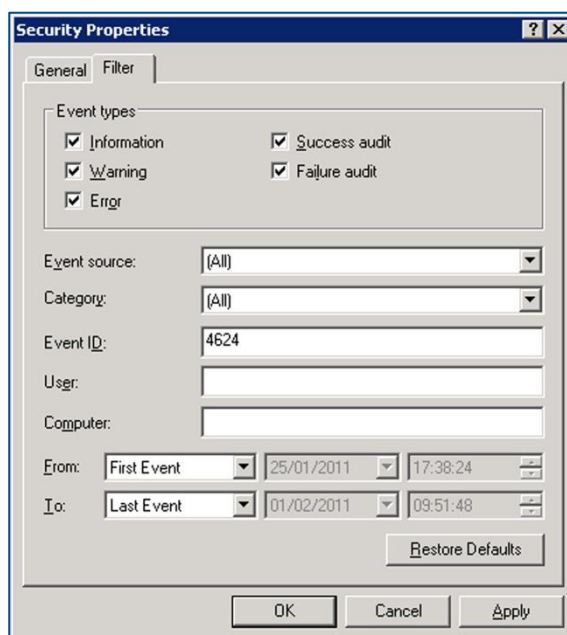 Security Properties
General Filter
Event types
Information Success audit
Warning Failure audit
Error
Event source: (All)
Category: (All)
Event ID: 4624
User:
Computer:
From: First Event 25/01/2011 17:38:24
To: Last Event 01/02/2011 09:51:48
Restore Defaults
OK Cancel Apply